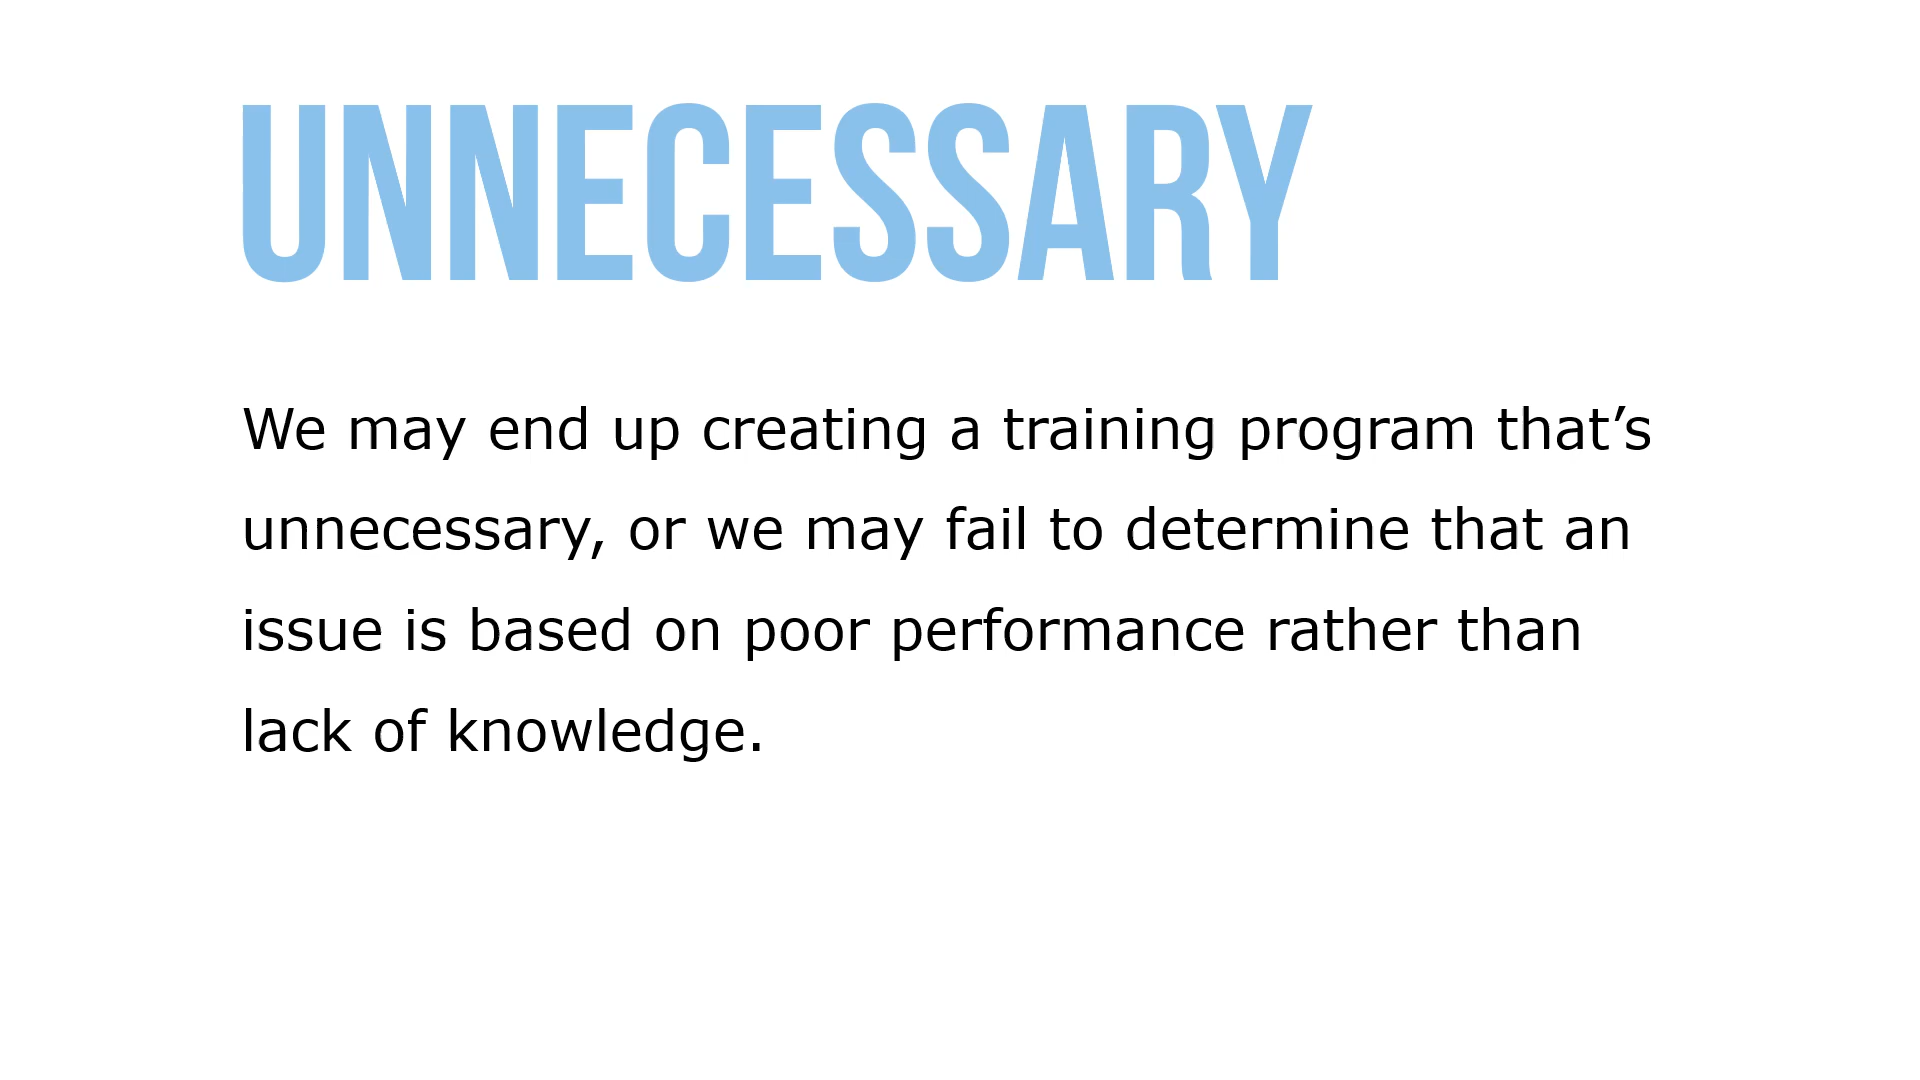 UNNECESSARY
We may end up creating a training program that’s
unnecessary, or we may fail to determine that an
issue is based on poor performance rather than
lack of knowledge.